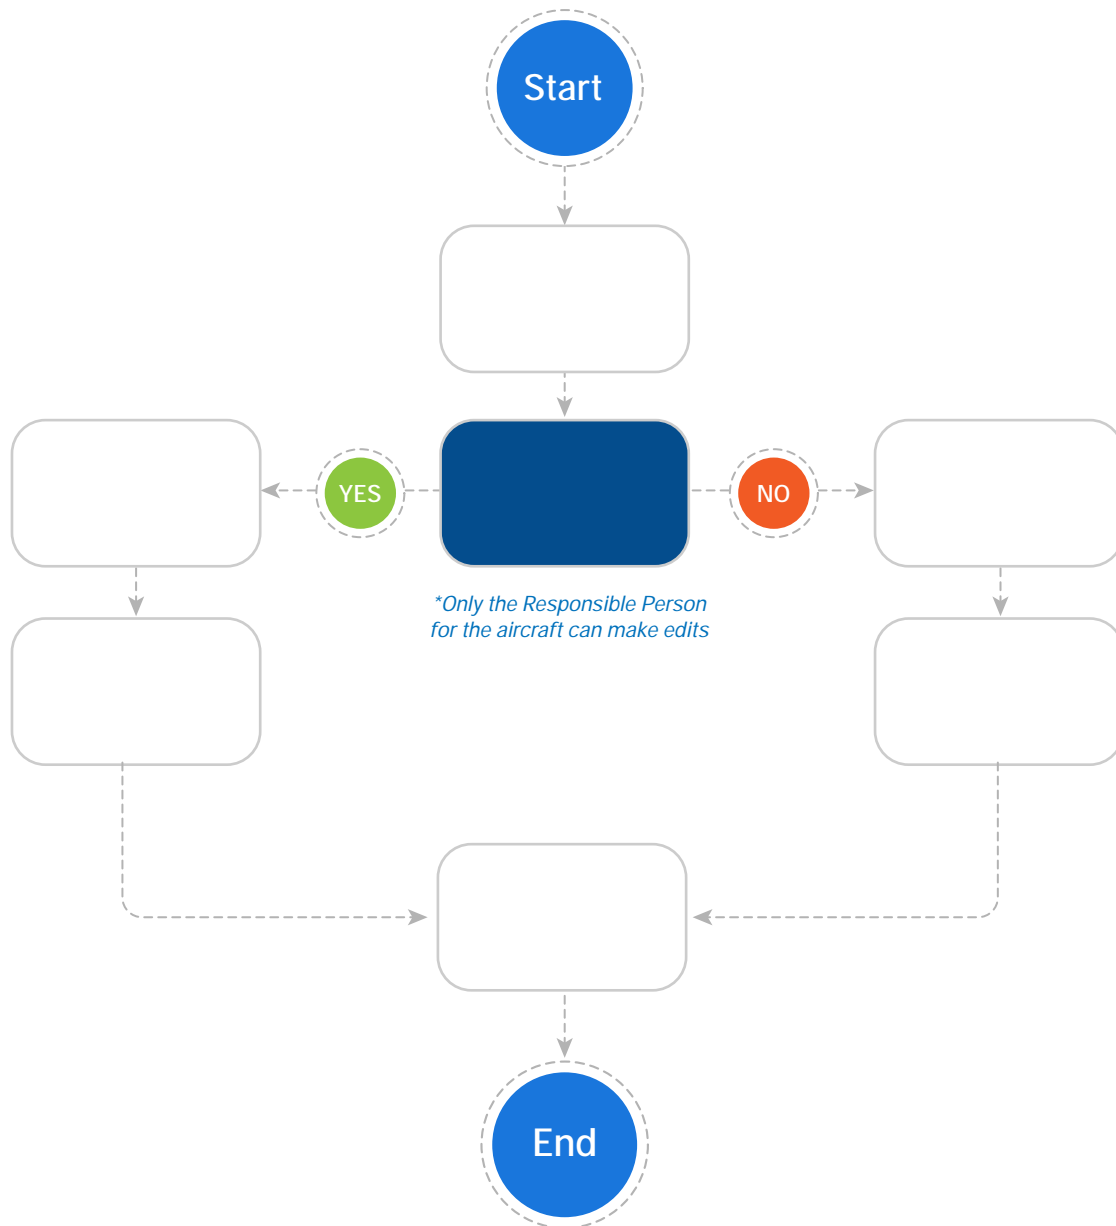 Start
YES
NO
*Only the Responsible Person
for the aircraft can make edits
End